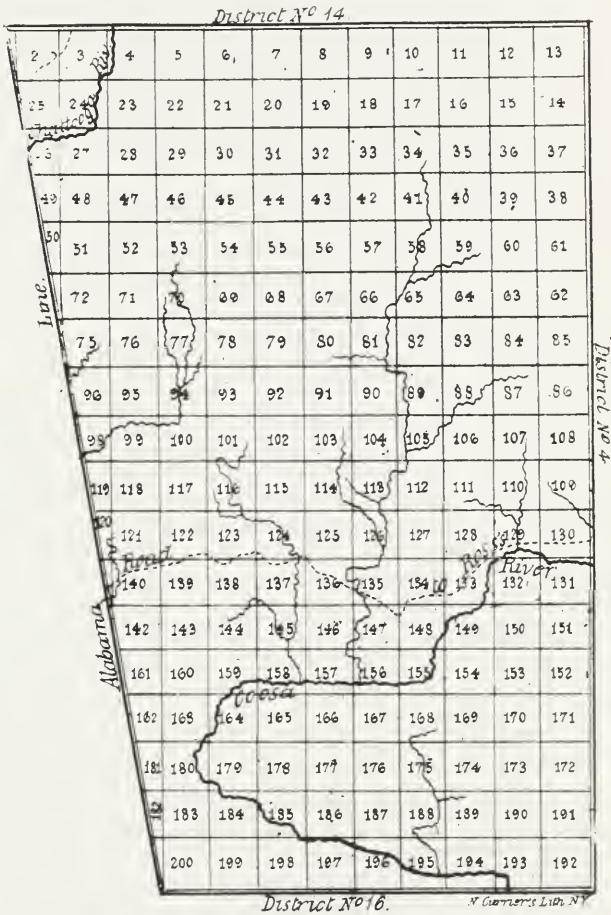 District No 14.
2 3 4 5 6 7 8 9 10 11 12 13
Chattooga River
25 24 23 22 21 20 19 18 17 16 15 14
27 28 29 30 31 32 33 34 35 36 37
49 48 47 46 45 44 43 42 41 40 39 38
50 51 52 53 54 55 56 57 58 59 60 61
72 71 70 69 68 67 66 65 64 63 62
Line.
75 76 77 78 79 80 81 82 83 84 85
District No 4
96 95 94 93 92 91 90 89 88 87 86
98 99 100 101 102 103 104 105 106 107 108
119 118 117 116 115 114 113 112 111 110 109
120 121 122 123 124 125 126 127 128 129 130
Road to Ross
River
140 139 138 137 136 135 134 133 132 131
Alabama
142 143 144 145 146 147 148 149 150 151
161 160 159 158 157 156 155 154 153 152
Coosa
162 163 164 165 166 167 168 169 170 171
181 180 179 178 177 176 175 174 173 172
182 183 184 185 186 187 188 189 190 191
200 199 198 197 196 195 194 193 192
District No 16.
N Currier's Lith NY